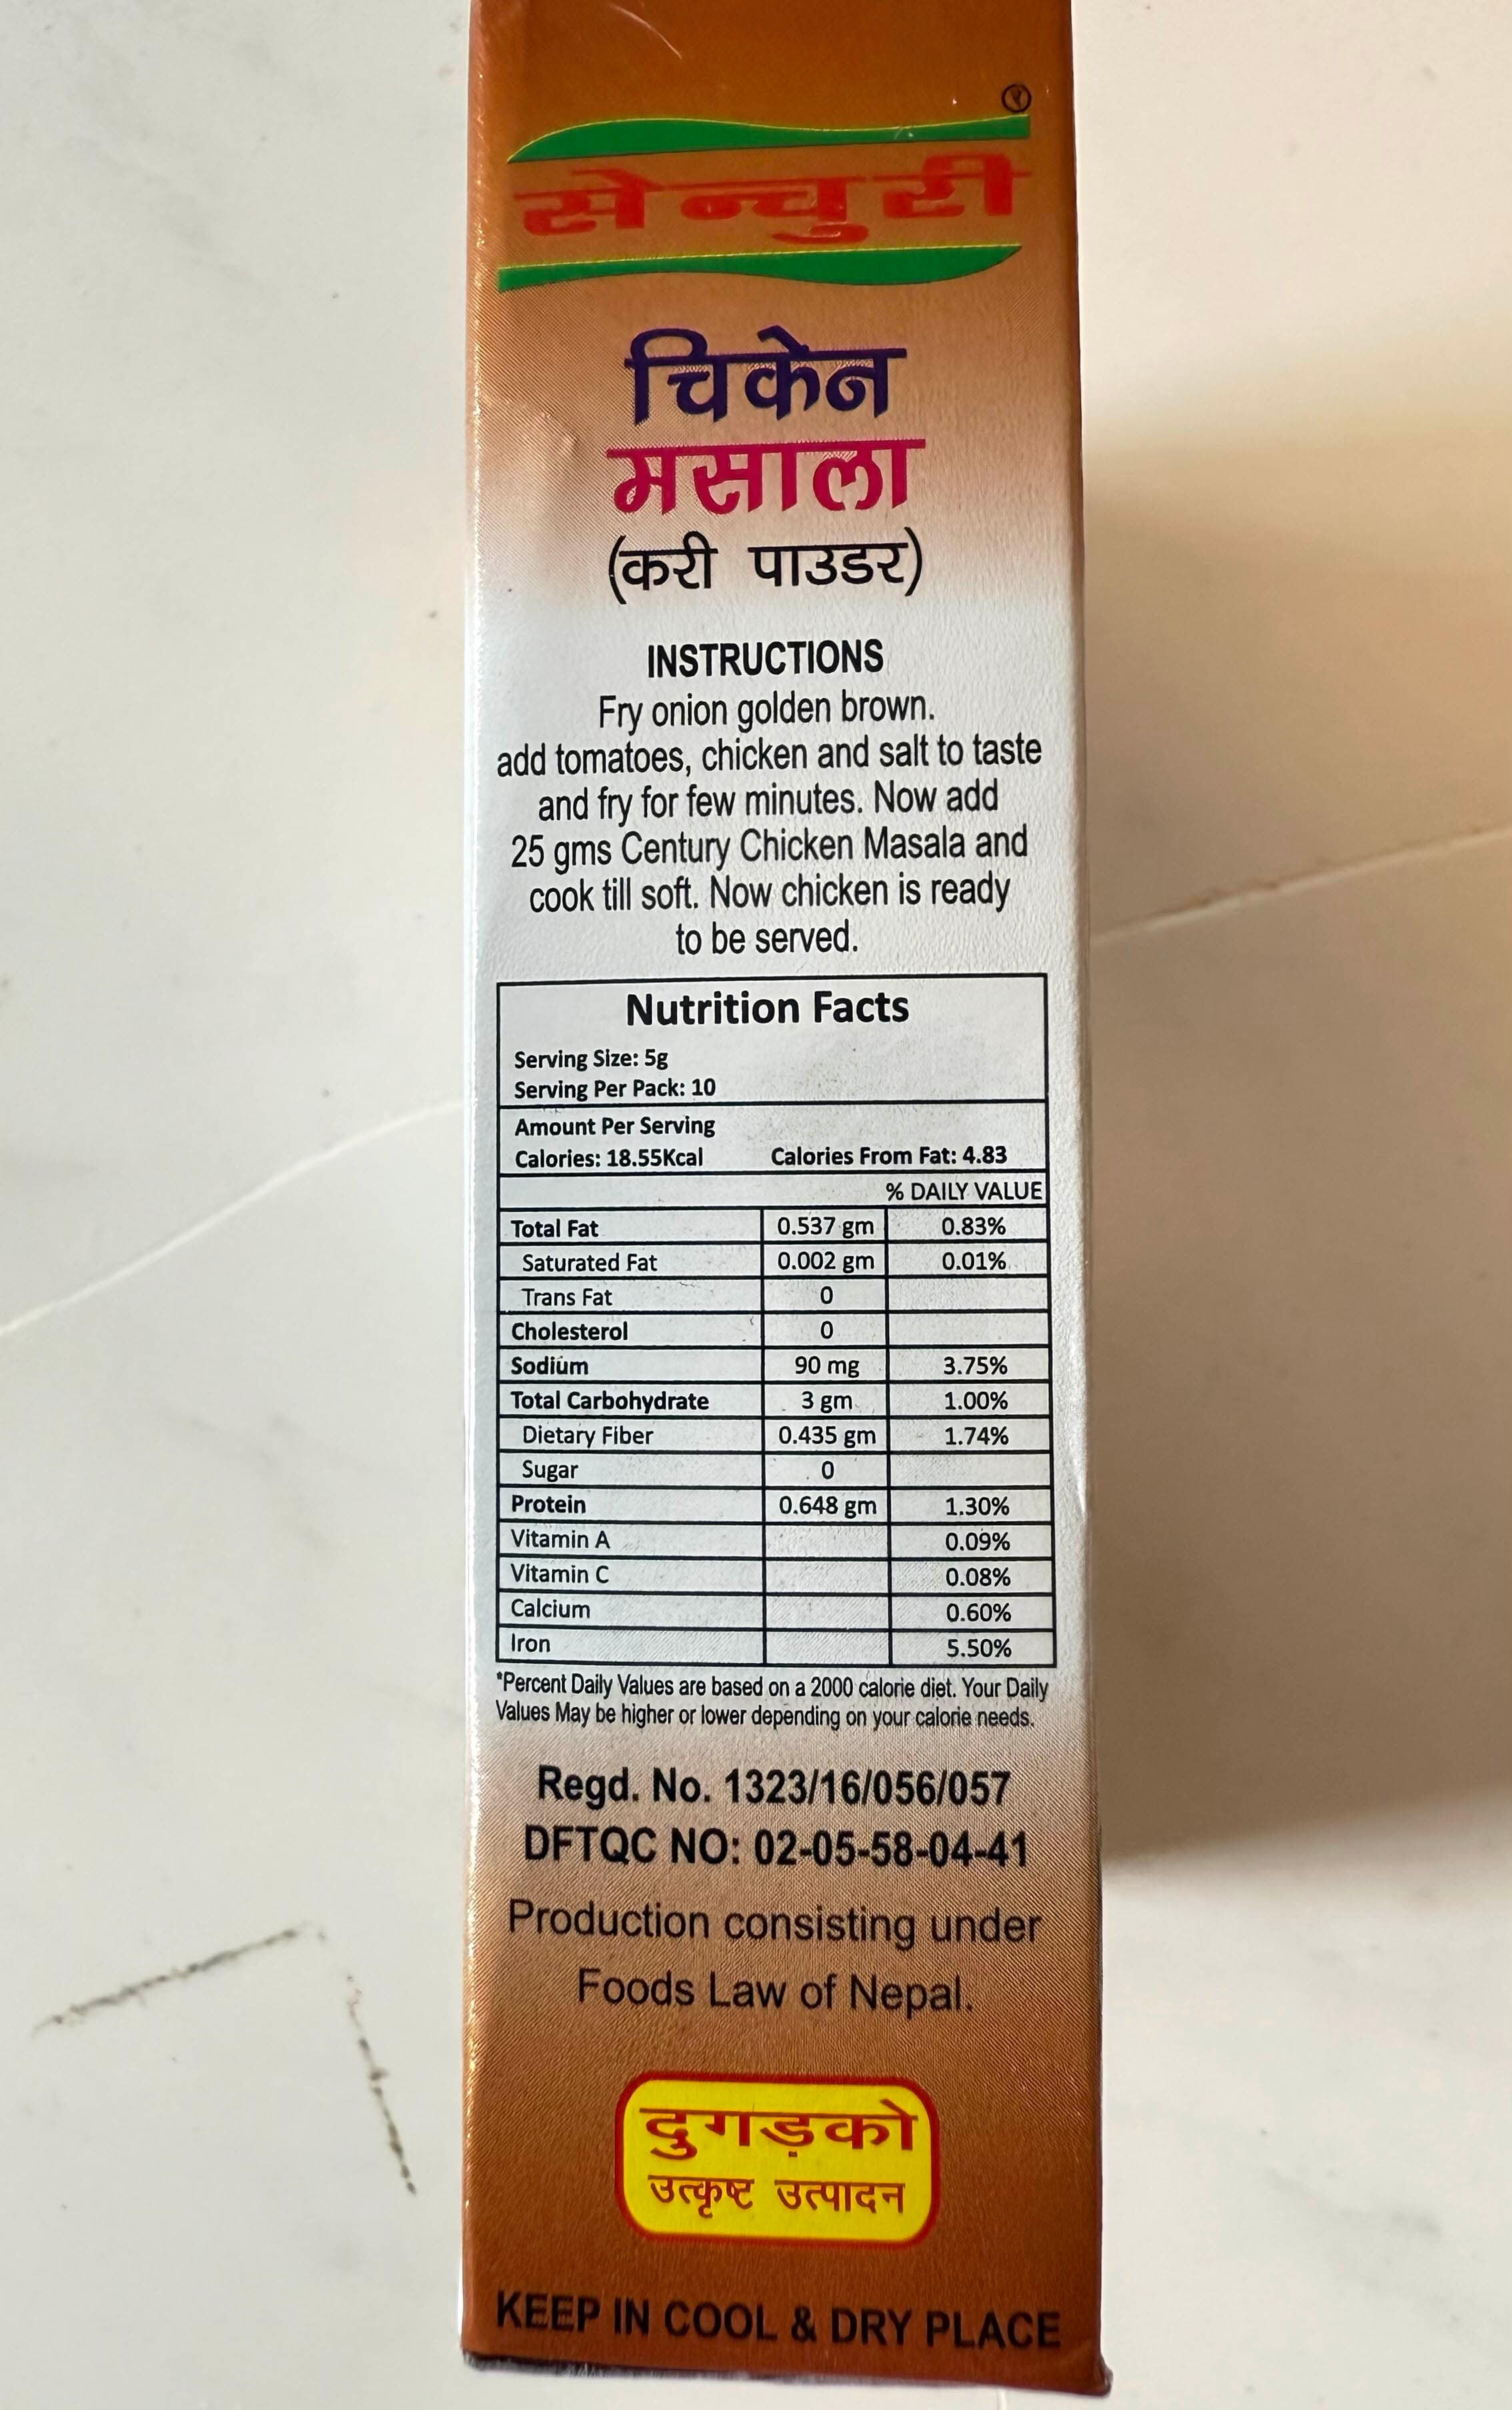 ®
सेन्चुरी
चिकेन
मसाला
(करी पाउडर)
INSTRUCTIONS
Fry onion golden brown.
add tomatoes, chicken and salt to taste
and fry for few minutes. Now add
25 gms Century Chicken Masala and
cook till soft. Now chicken is ready
to be served.
Nutrition Facts
Serving Size: 5g
Serving Per Pack: 10
Amount Per Serving
Calories: 18.55Kcal Calories From Fat: 4.83
% DAILY VALUE
Total Fat 0.537 gm 0.83%
Saturated Fat 0.002 gm 0.01%
Trans Fat 0
Cholesterol 0
Sodium 90 mg 3.75%
Total Carbohydrate 3 gm 1.00%
Dietary Fiber 0.435 gm 1.74%
Sugar 0
Protein 0.648 gm 1.30%
Vitamin A 0.09%
Vitamin C 0.08%
Calcium 0.60%
Iron 5.50%
*Percent Daily Values are based on a 2000 calorie diet. Your Daily
Values May be higher or lower depending on your calorie needs.
Regd. No. 1323/16/056/057
DFTQC NO: 02-05-58-04-41
Production consisting under
Foods Law of Nepal.
दुगड़को
उत्कृष्ट उत्पादन
KEEP IN COOL & DRY PLACE